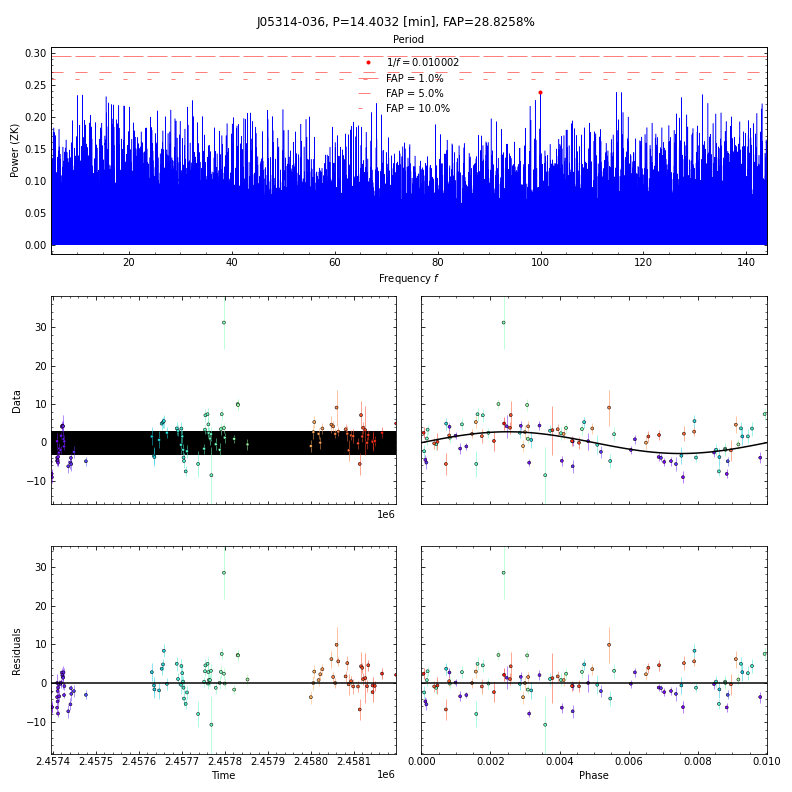 J05314-036, P=14.4032 [min], FAP=28.8258%
Period
0.30
0.25
0.20
0.15
0.10
0.05
0.00
Power (ZK)
1/f = 0.010002
FAP = 1.0%
FAP = 5.0%
FAP = 10.0%
20 40 60 80 100 120 140
Frequency f
30
20
10
0
−10
Data
1e6
30
20
10
0
−10
Residuals
2.4574 2.4575 2.4576 2.4577 2.4578 2.4579 2.4580 2.4581
Time
1e6
0.000 0.002 0.004 0.006 0.008 0.010
Phase